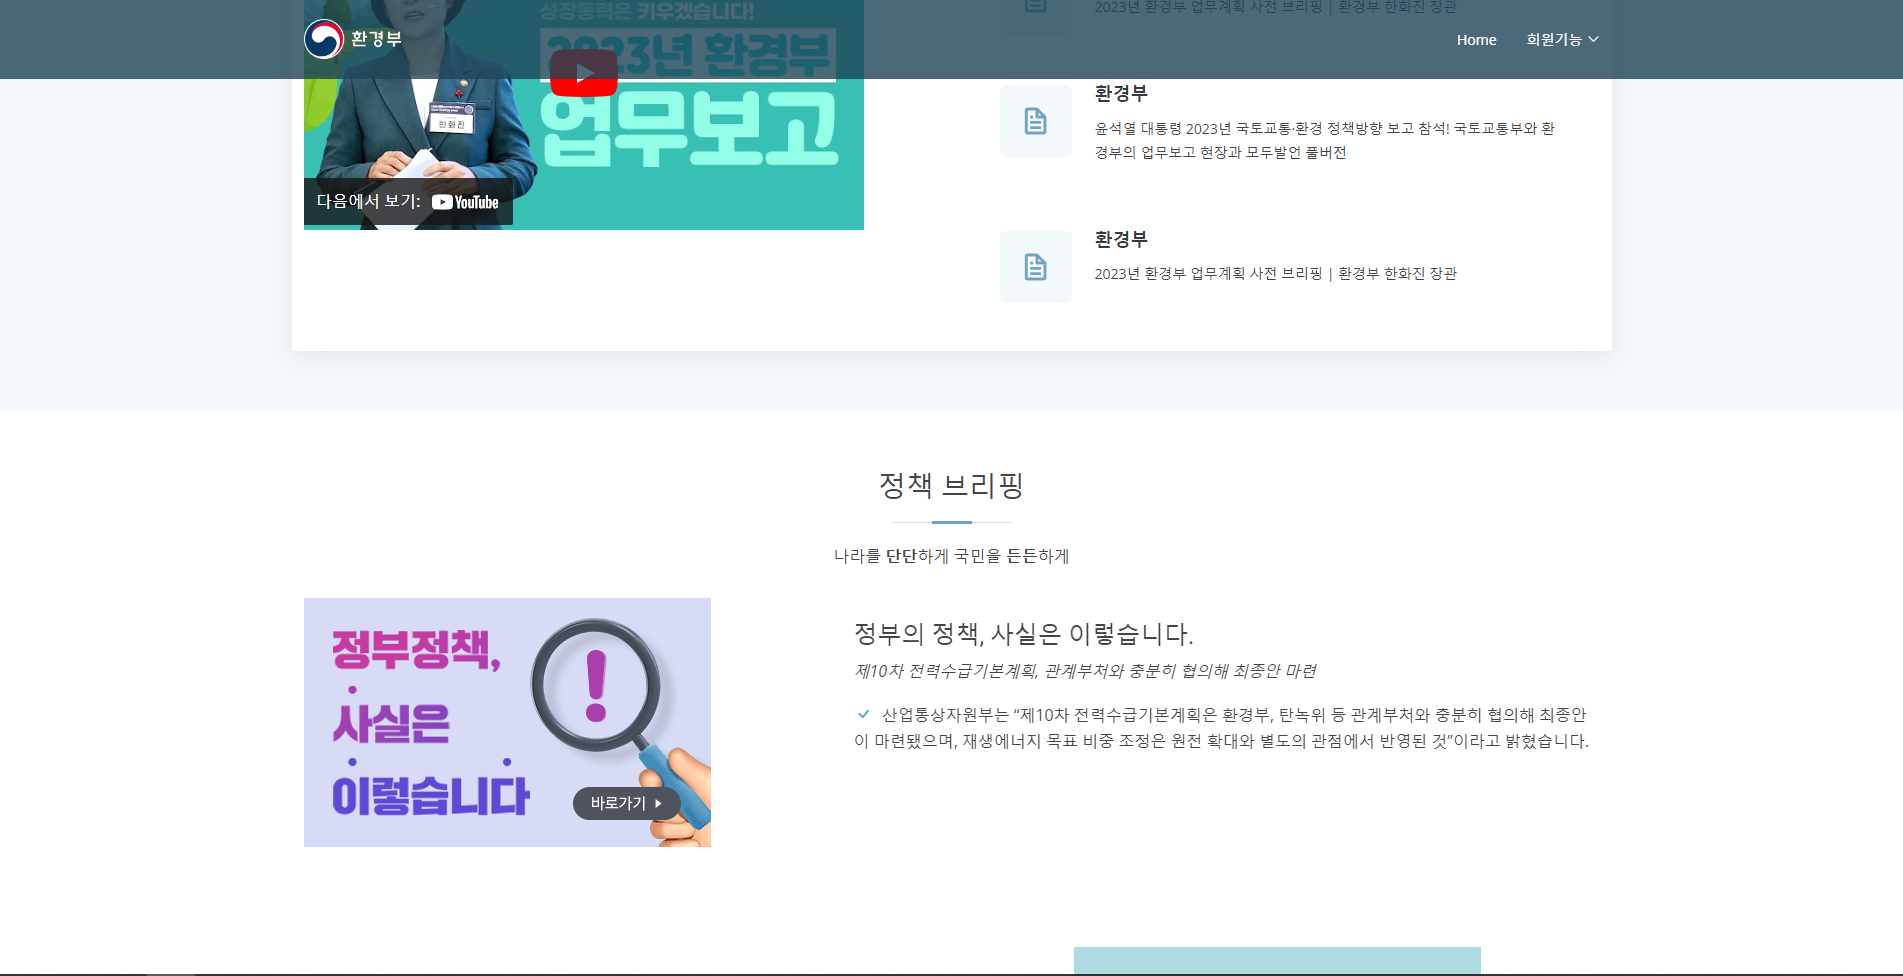 환경부
Home
회원기능
성장동력은 키우겠습니다!
2023년 환경부
업무보고
한화진
다음에서 보기: YouTube
2023년 환경부 업무계획 사전 브리핑 | 환경부 한화진 장관
환경부
윤석열 대통령 2023년 국토교통·환경 정책방향 보고 참석! 국토교통부와 환
경부의 업무보고 현장과 모두발언 풀버전
환경부
2023년 환경부 업무계획 사전 브리핑 | 환경부 한화진 장관
정책 브리핑
나라를 단단하게 국민을 든든하게
정부정책,
사실은
이렇습니다
바로가기
정부의 정책, 사실은 이렇습니다.
제10차 전력수급기본계획, 관계부처와 충분히 협의해 최종안 마련
산업통상자원부는 “제10차 전력수급기본계획은 환경부, 탄녹위 등 관계부처와 충분히 협의해 최종안
이 마련됐으며, 재생에너지 목표 비중 조정은 원전 확대와 별도의 관점에서 반영된 것”이라고 밝혔습니다.